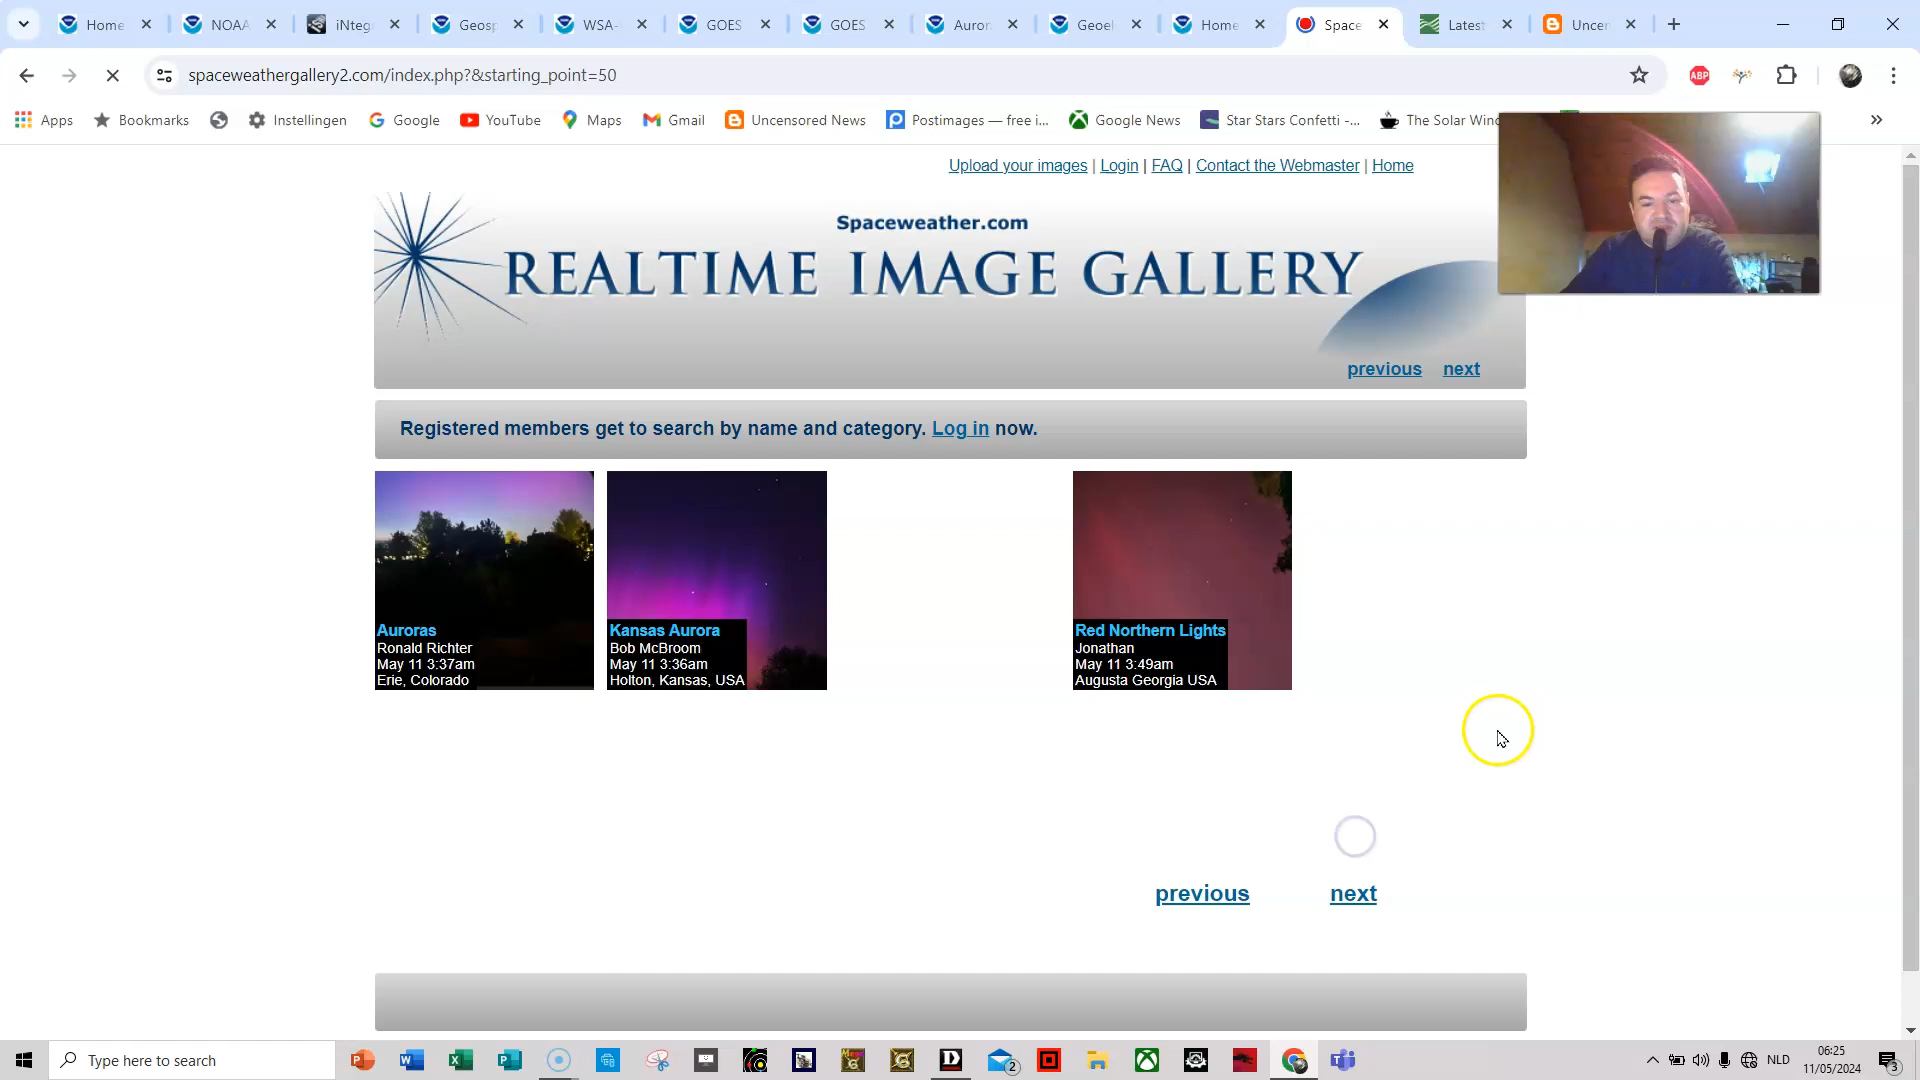 Home
NOAA
iNteg
Geosp
WSA-
GOES
GOES
Auror
Geoel
Home
Space
Latest
Uncen
spaceweathergallery2.com/index.php?&starting_point=50
ABP
Apps
Bookmarks
Instellingen
Google
YouTube
Maps
Gmail
Uncensored News
Postimages — free i...
Google News
Star Stars Confetti -...
The Solar Wind
»
Upload your images | Login | FAQ | Contact the Webmaster | Home
Spaceweather.com
REALTIME IMAGE GALLERY
previous next
Registered members get to search by name and category. Log in now.
Auroras
Ronald Richter
May 11 3:37am
Erie, Colorado
Kansas Aurora
Bob McBroom
May 11 3:36am
Holton, Kansas, USA
Red Northern Lights
Jonathan
May 11 3:49am
Augusta Georgia USA
previous next
Type here to search
2
NLD
06:25
11/05/2024
3